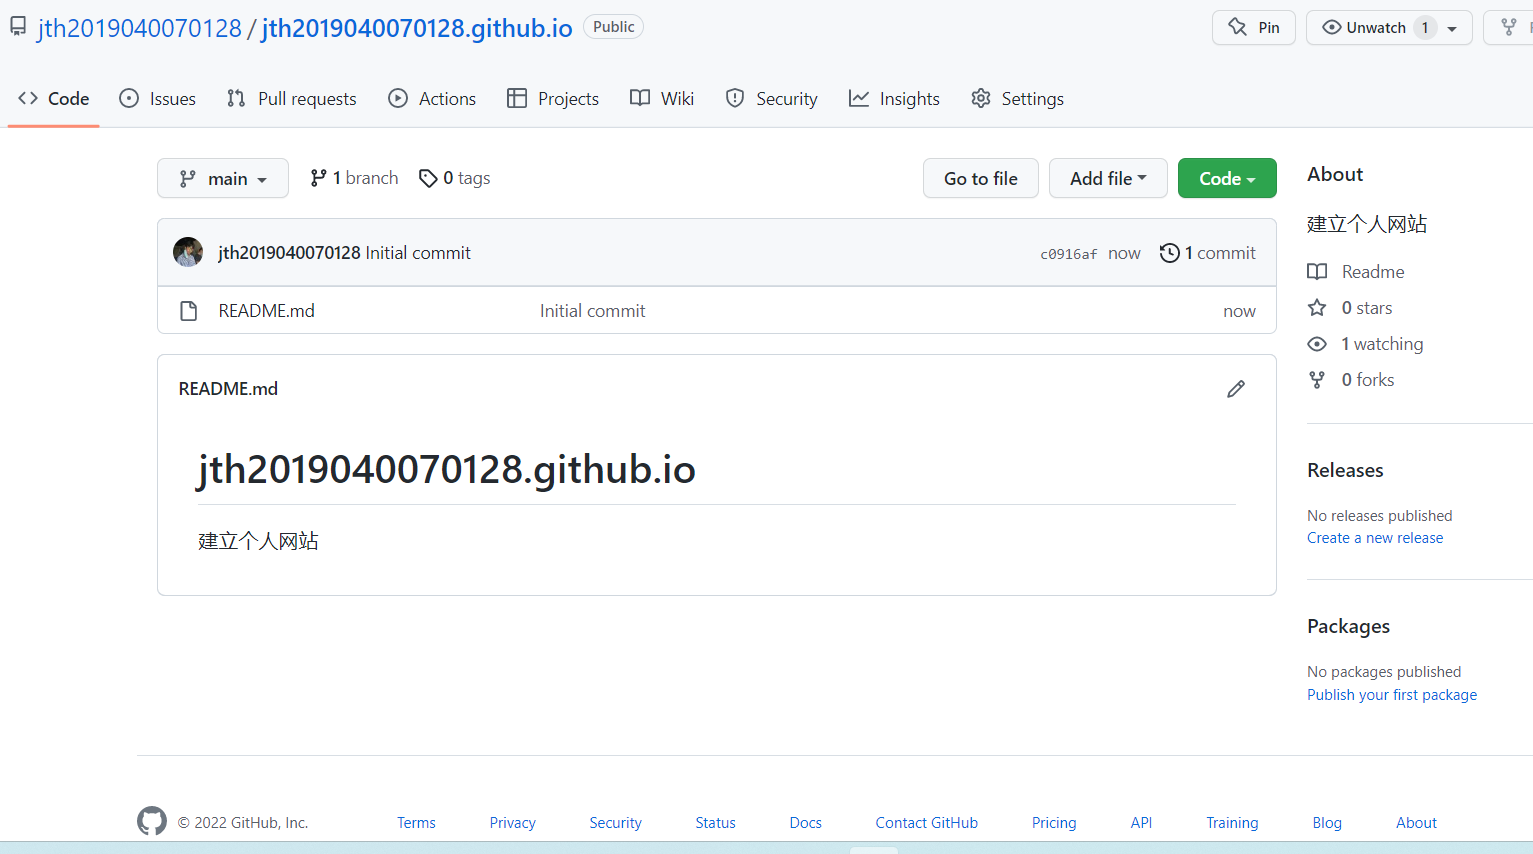 jth2019040070128 / jth2019040070128.github.io Public Pin Unwatch 1
Code Issues Pull requests Actions Projects Wiki Security Insights Settings
main 1 branch 0 tags Go to file Add file Code
jth2019040070128 Initial commit c0916af now 1 commit
README.md Initial commit now
README.md
jth2019040070128.github.io
建立个人网站
About
建立个人网站
Readme
0 stars
1 watching
0 forks
Releases
No releases published
Create a new release
Packages
No packages published
Publish your first package
© 2022 GitHub, Inc. Terms Privacy Security Status Docs Contact GitHub Pricing API Training Blog About